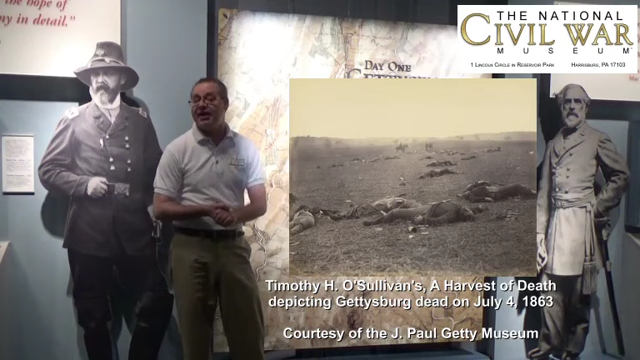 the hope of
ny in detail."
THE NATIONAL
CIVIL WAR
MUSEUM
1 LINCOLN CIRCLE IN RESERVOIR PARK HARRISBURG, PA 17103
DAY ONE
Timothy H. O'Sullivan's, A Harvest of Death
depicting Gettysburg dead on July 4, 1863
Courtesy of the J. Paul Getty Museum